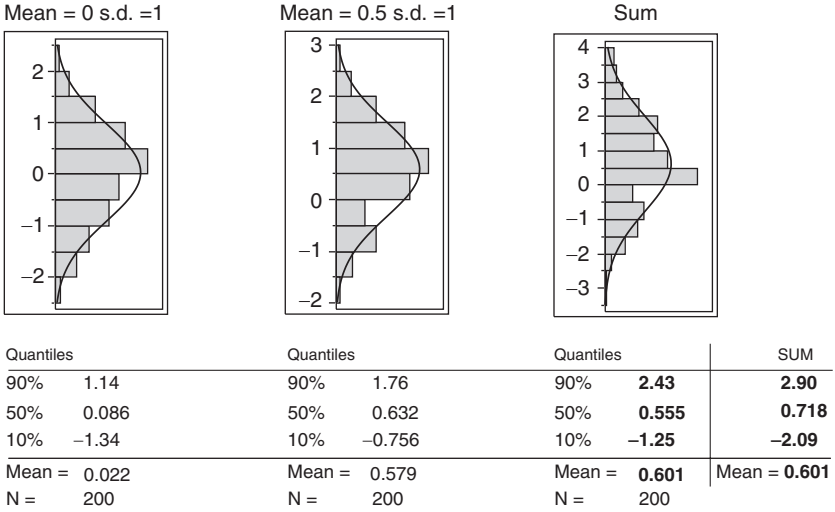 Mean = 0 s.d. =1
Mean = 0.5 s.d. =1
Sum
2
1
0
−1
−2
3
2
1
0
−1
−2
4
3
2
1
0
−1
−2
−3
Quantiles Quantiles Quantiles SUM
90% 1.14 90% 1.76 90% 2.43 2.90
50% 0.086 50% 0.632 50% 0.555 0.718
10% −1.34 10% −0.756 10% −1.25 −2.09
Mean = 0.022 Mean = 0.579 Mean = 0.601 Mean = 0.601
N = 200 N = 200 N = 200